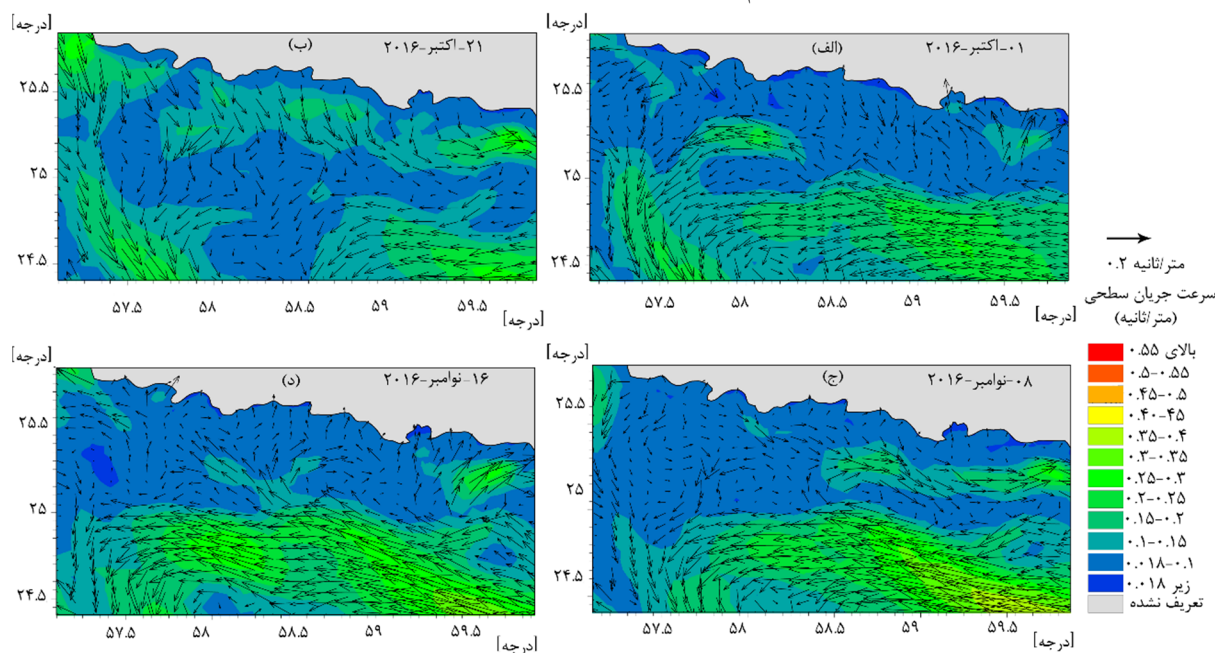 [درجه]
(الف)
۰۱-اکتبر-۲۰۱۶
۲۵.۵
۲۵
۲۴.۵
۵۷.۵ ۵۸ ۵۸.۵ ۵۹ ۵۹.۵
[درجه]
[درجه]
(ب)
۲۱-اکتبر-۲۰۱۶
۲۵.۵
۲۵
۲۴.۵
۵۷.۵ ۵۸ ۵۸.۵ ۵۹ ۵۹.۵
[درجه]
[درجه]
(ج)
۰۸-نوامبر-۲۰۱۶
۲۵.۵
۲۵
۲۴.۵
۵۷.۵ ۵۸ ۵۸.۵ ۵۹ ۵۹.۵
[درجه]
[درجه]
(د)
۱۶-نوامبر-۲۰۱۶
۲۵.۵
۲۵
۲۴.۵
۵۷.۵ ۵۸ ۵۸.۵ ۵۹ ۵۹.۵
[درجه]
۰.۲ متر/ثانیه
سرعت جریان سطحی
(متر/ثانیه)
بالای ۰.۵۵
۰.۵-۰.۵۵
۰.۴۵-۰.۵
۰.۴۰-۴۵
۰.۳۵-۰.۴
۰.۳-۰.۳۵
۰.۲۵-۰.۳
۰.۲-۰.۲۵
۰.۱۵-۰.۲
۰.۱-۰.۱۵
۰.۰۱۸-۰.۱
زیر ۰.۰۱۸
تعریف نشده